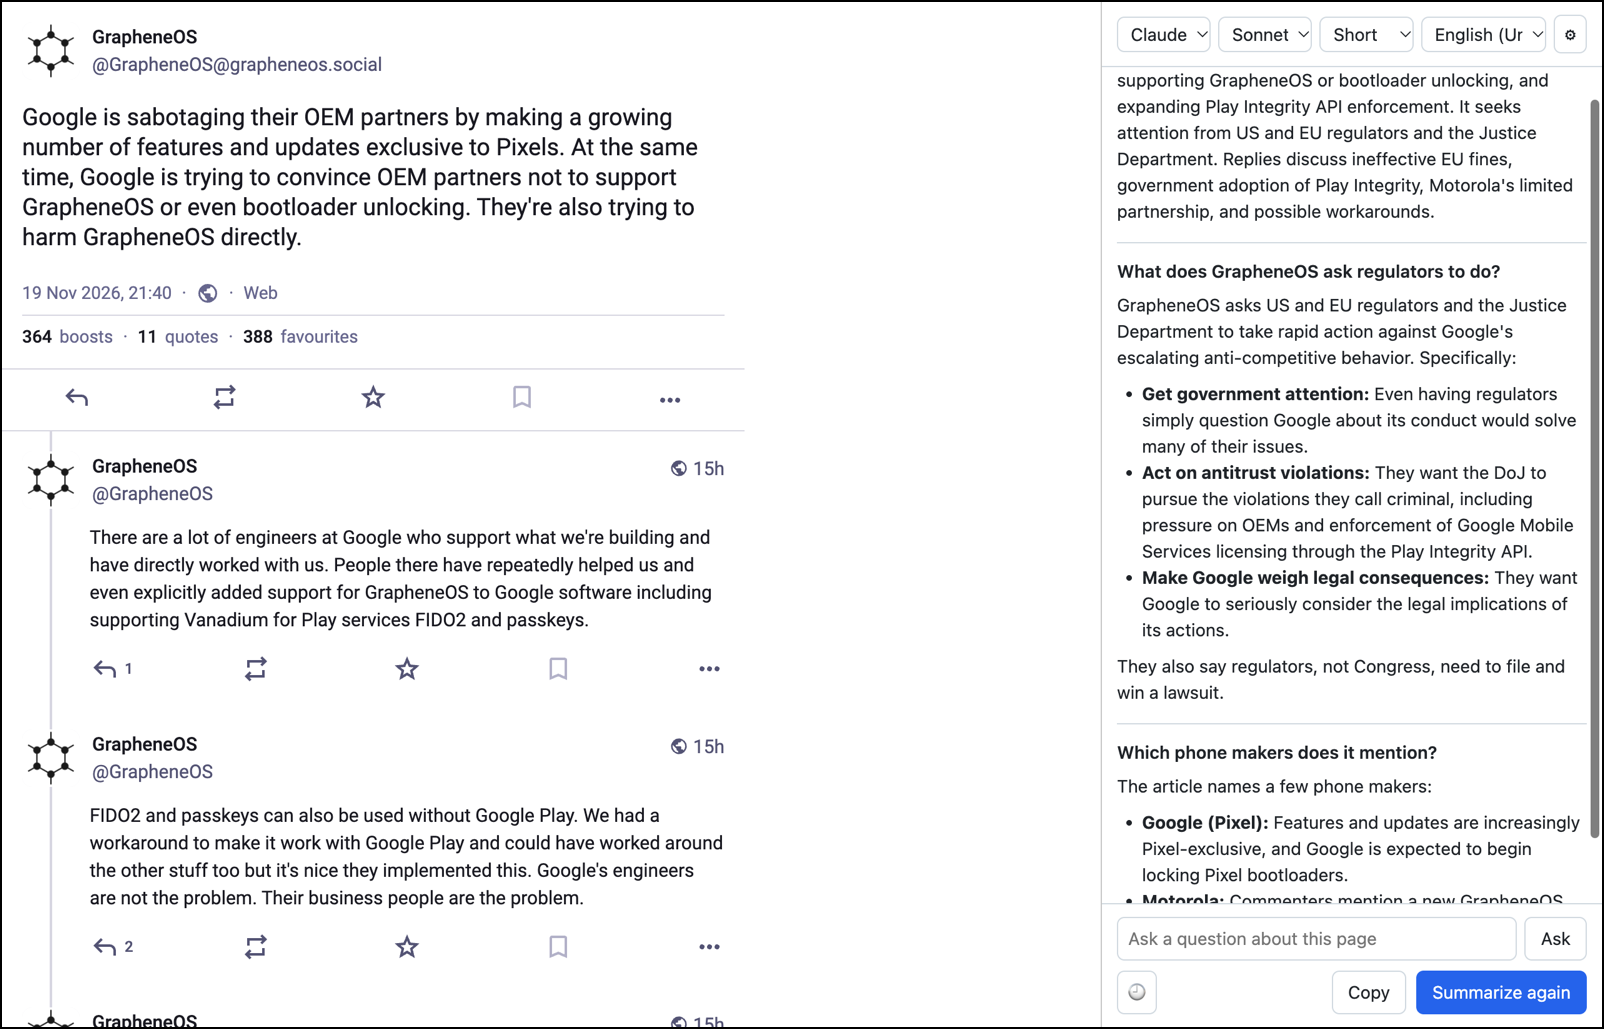 GrapheneOS
@GrapheneOS@grapheneos.social
Google is sabotaging their OEM partners by making a growing
number of features and updates exclusive to Pixels. At the same
time, Google is trying to convince OEM partners not to support
GrapheneOS or even bootloader unlocking. They're also trying to
harm GrapheneOS directly.
19 Nov 2026, 21:40 · Web
364 boosts · 11 quotes · 388 favourites
GrapheneOS
15h
@GrapheneOS
There are a lot of engineers at Google who support what we're building and
have directly worked with us. People there have repeatedly helped us and
even explicitly added support for GrapheneOS to Google software including
supporting Vanadium for Play services FIDO2 and passkeys.
1
GrapheneOS
15h
@GrapheneOS
FIDO2 and passkeys can also be used without Google Play. We had a
workaround to make it work with Google Play and could have worked around
the other stuff too but it's nice they implemented this. Google's engineers
are not the problem. Their business people are the problem.
2
GrapheneOS
15h
Claude
Sonnet
Short
English (Ur
supporting GrapheneOS or bootloader unlocking, and
expanding Play Integrity API enforcement. It seeks
attention from US and EU regulators and the Justice
Department. Replies discuss ineffective EU fines,
government adoption of Play Integrity, Motorola's limited
partnership, and possible workarounds.
What does GrapheneOS ask regulators to do?
GrapheneOS asks US and EU regulators and the Justice
Department to take rapid action against Google's
escalating anti-competitive behavior. Specifically:
• Get government attention: Even having regulators
simply question Google about its conduct would solve
many of their issues.
• Act on antitrust violations: They want the DoJ to
pursue the violations they call criminal, including
pressure on OEMs and enforcement of Google Mobile
Services licensing through the Play Integrity API.
• Make Google weigh legal consequences: They want
Google to seriously consider the legal implications of
its actions.
They also say regulators, not Congress, need to file and
win a lawsuit.
Which phone makers does it mention?
The article names a few phone makers:
• Google (Pixel): Features and updates are increasingly
Pixel-exclusive, and Google is expected to begin
locking Pixel bootloaders.
• Motorola: Commenters mention a new GrapheneOS
Ask a question about this page
Ask
Copy
Summarize again